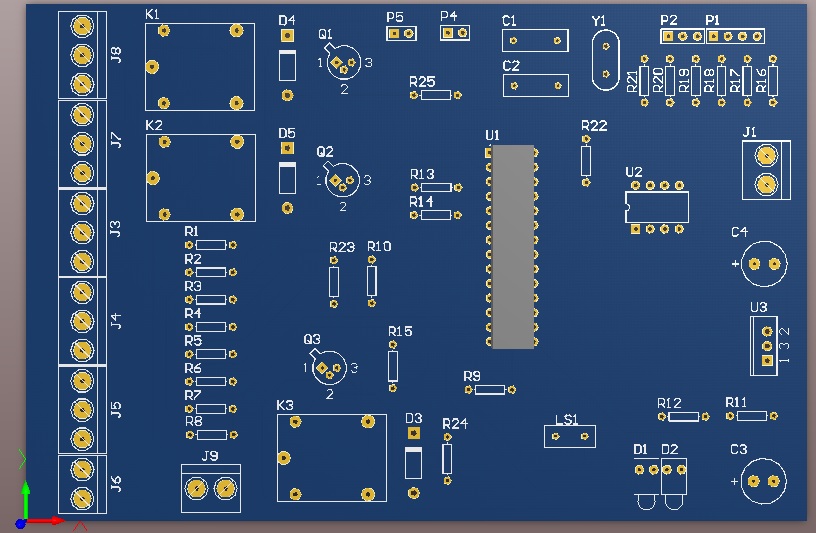 K1
D4
Q1
1 3
2
P5
P4
C1
Y1
P2 P1
J8
C2
R25
R21 R20 R19 R18 R17 R16
K2
D5
Q2
1 3
2
U1
R22
J1
J7
R13
R14
U2
J3
R1
R2
R3
R4
R5
R6
R7
R8
R23 R10
C4
+
J4
Q3
1 3
2
R15
U3
1 3 2
J5
K3
R9
D3
R24
LS1
R12
R11
J9
J6
D1 D2
C3
+